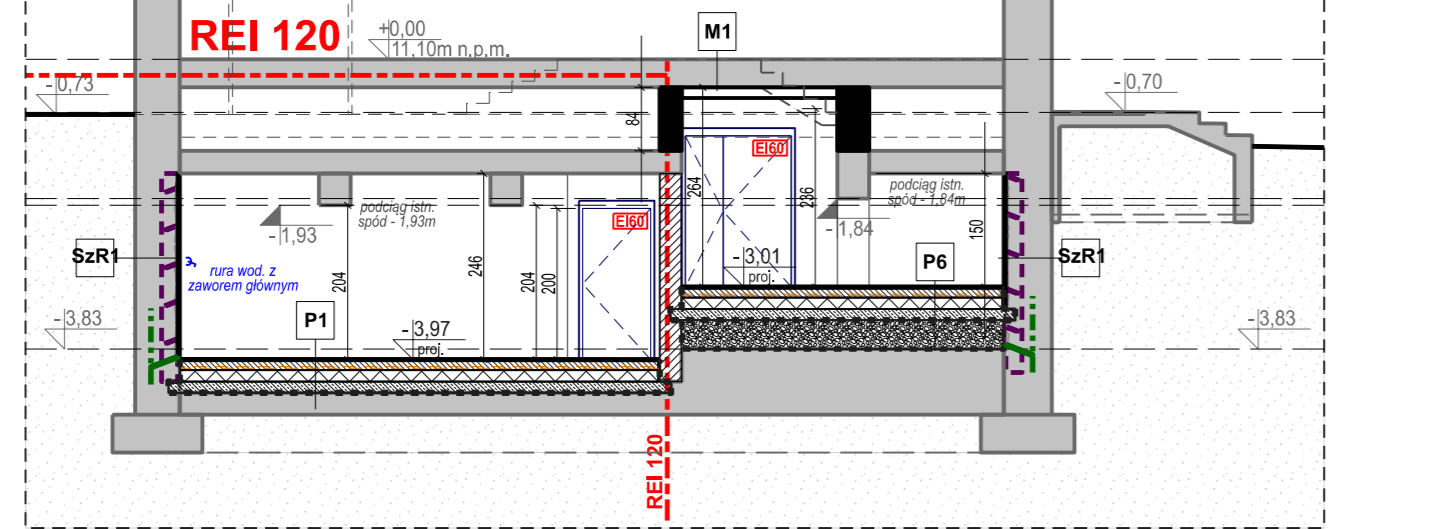 REI 120
+0,00
11,10m n.p.m.
M1
-0,73
-0,70
84
EI60
264
236
podciąg istn.
spód - 1,93m
podciąg istn.
spód - 1,84m
EI60
-1,93
-1,84
150
SzR1
SzR1
rura wod. z
zaworem głównym
204
246
204
200
-3,01
proj.
P6
P1
-3,83
-3,97
proj.
-3,83
REI 120